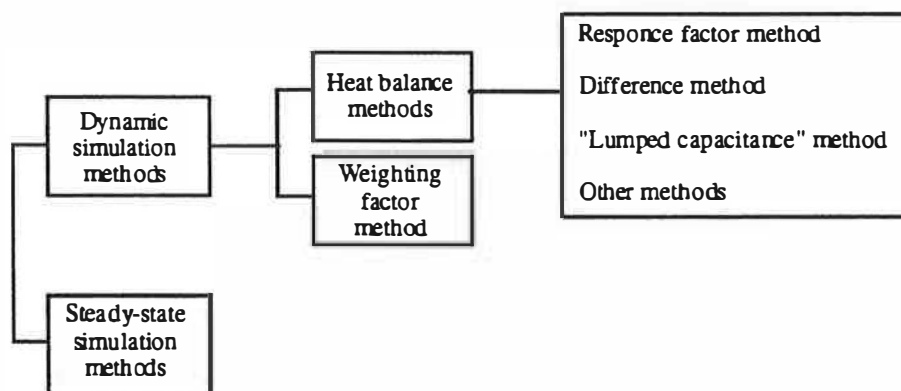 Dynamic
simulation
methods
Steady-state
simulation
methods
Heat balance
methods
Weighting
factor
method
Responce factor method
Difference method
"Lumped capacitance" method
Other methods